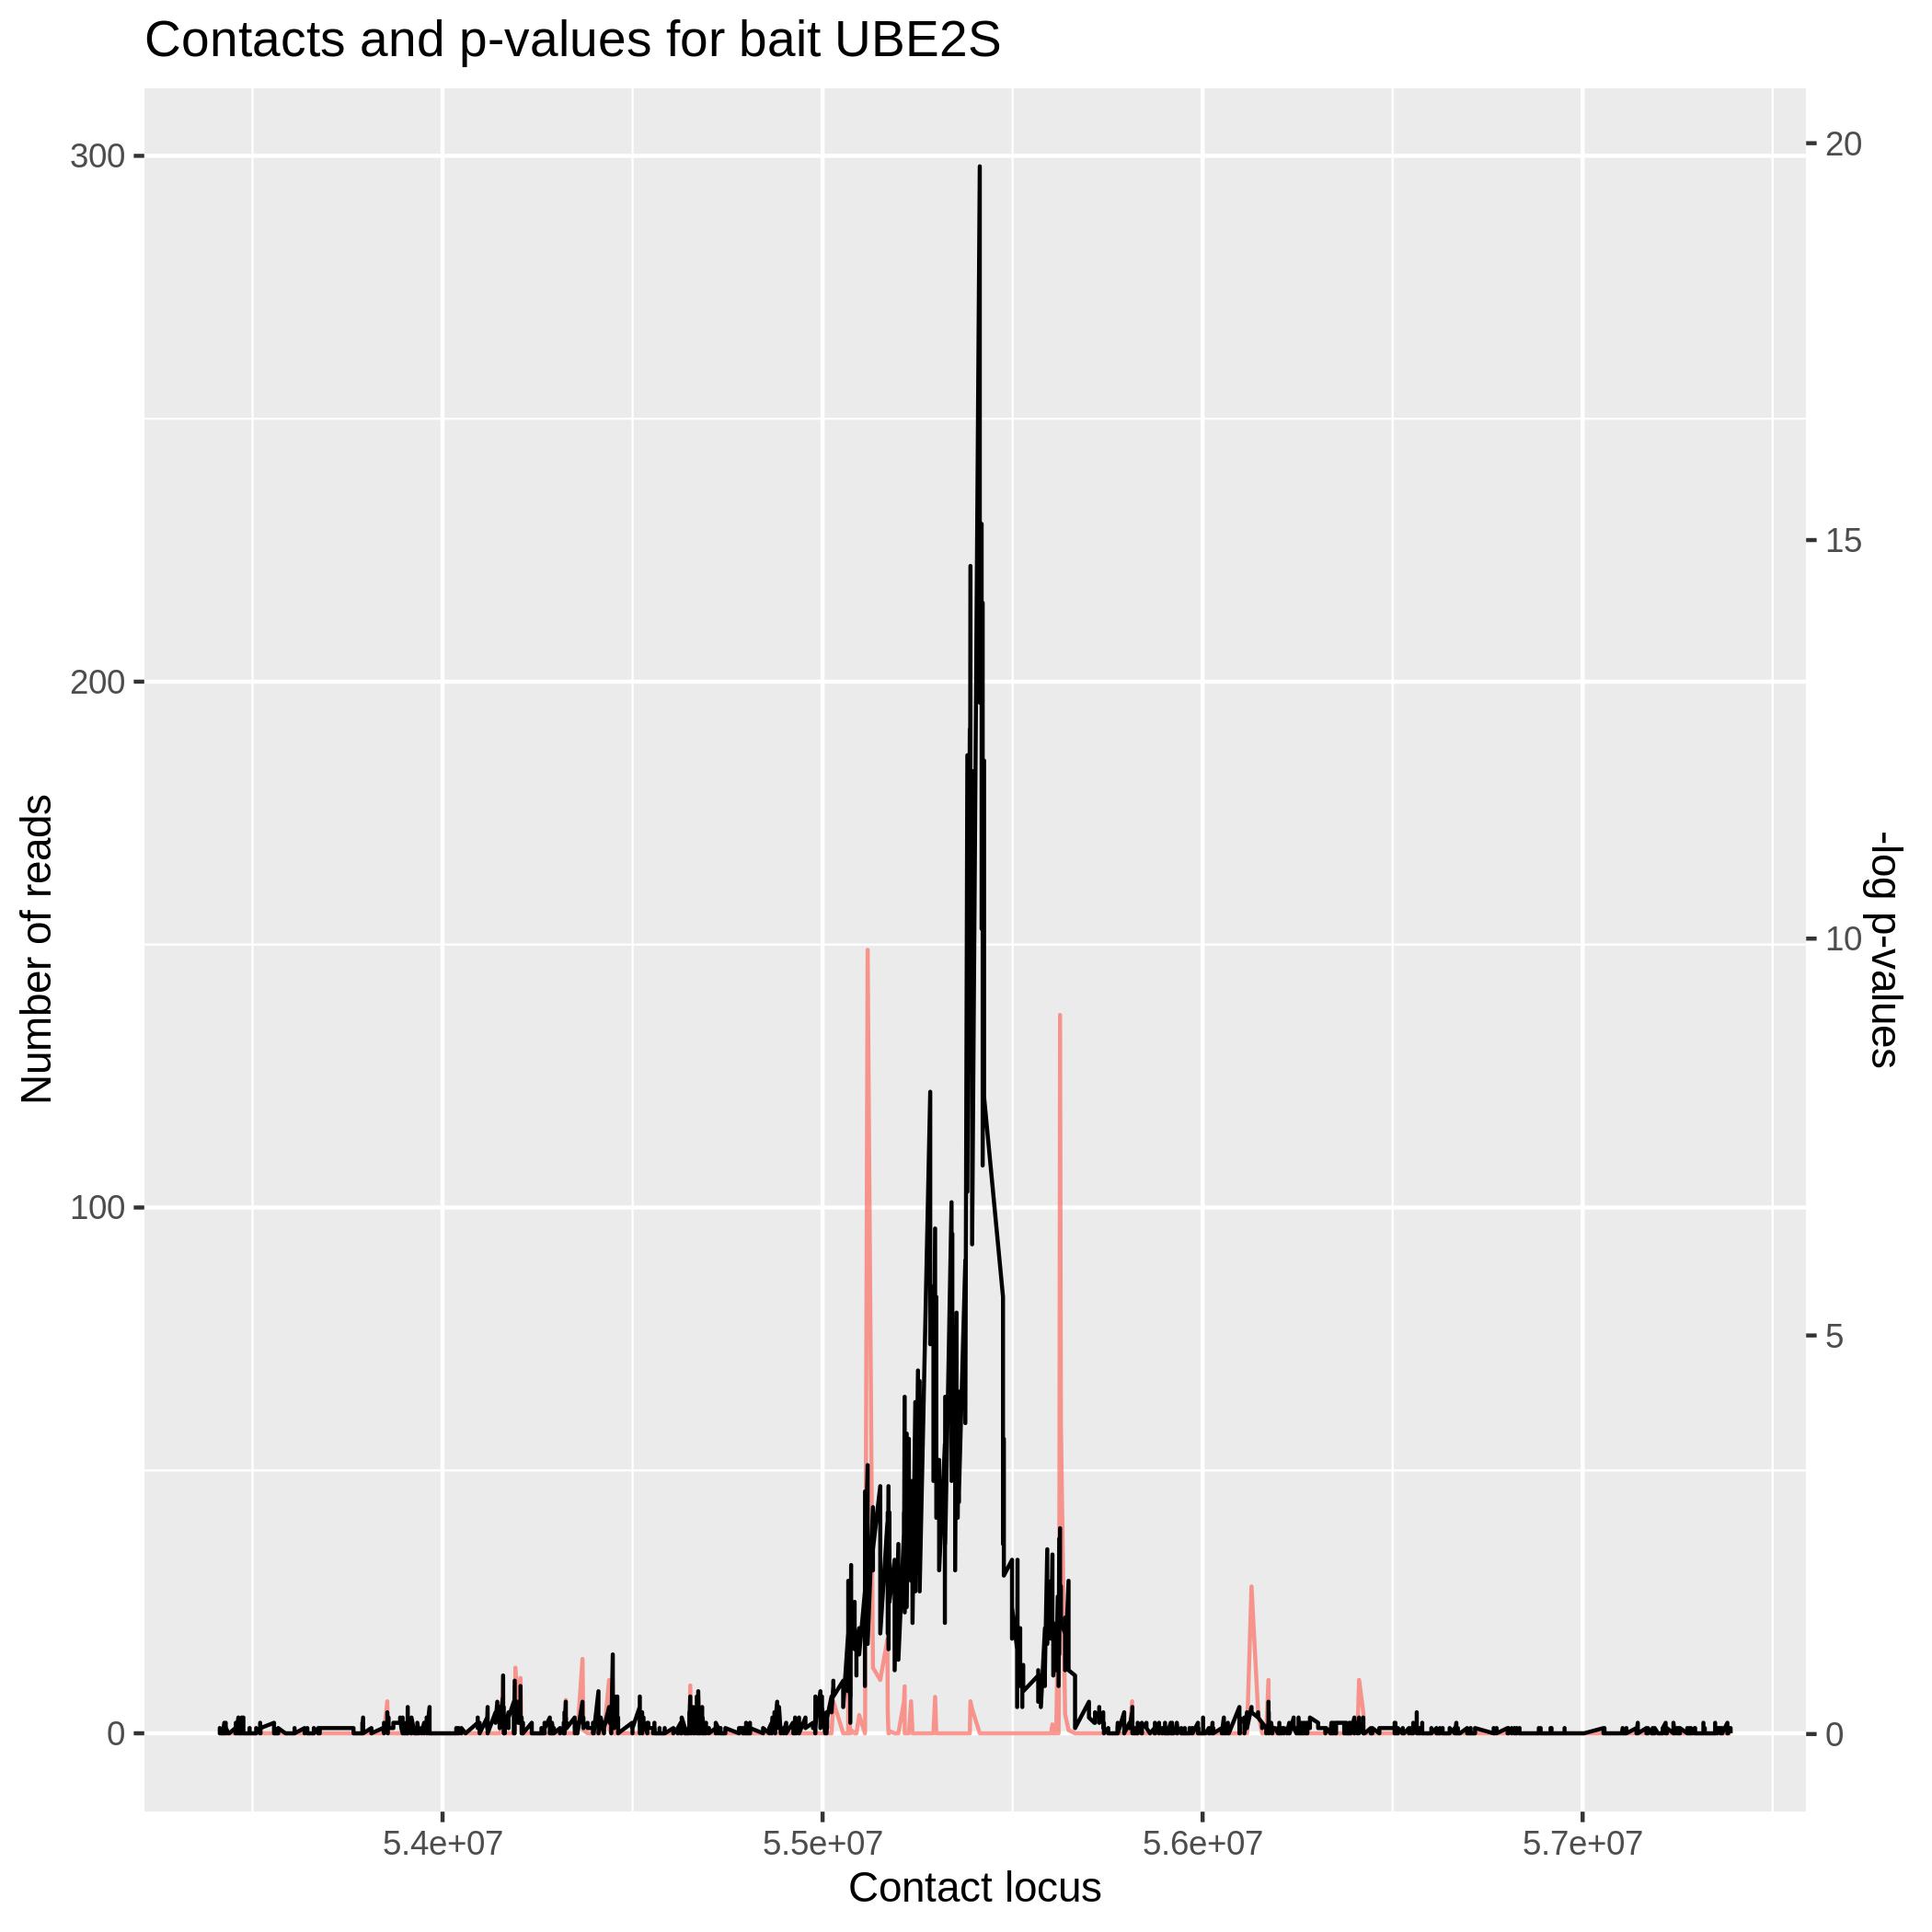 Contacts and p-values for bait UBE2S
300
200
100
0
20
15
10
5
0
Number of reads
-log p-values
5.4e+07
5.5e+07
5.6e+07
5.7e+07
Contact locus